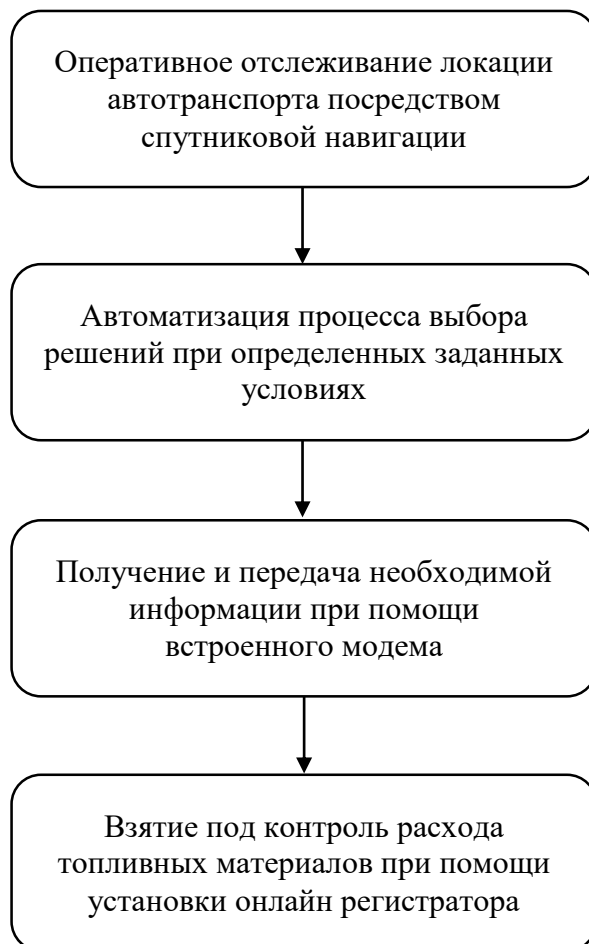 Оперативное отслеживание локации
автотранспорта посредством
спутниковой навигации
Автоматизация процесса выбора
решений при определенных заданных
условиях
Получение и передача необходимой
информации при помощи
встроенного модема
Взятие под контроль расхода
топливных материалов при помощи
установки онлайн регистратора